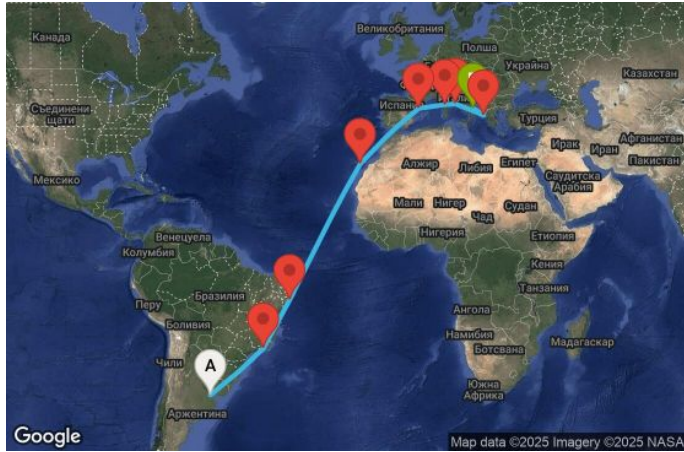 Великобритания
Канада
Полша
Украйна
Казахстан
Испания
Съединени
щати
Турция
Афганистан
Ирак
Иран
Пакистан
Алжир
Либия
Египет
Саудитска
Арабия
Мексико
Мали
Нигер
Чад
Судан
Нигерия
Етиопия
Венецуела
Колумбия
Кения
Танзания
Бразилия
Перу
Ангола
Боливия
Намибия
Ботсвана
Мадагаскар
Чили
A
Южна
Африка
Аржентина
Google
Map data ©2025 Imagery ©2025 NASA